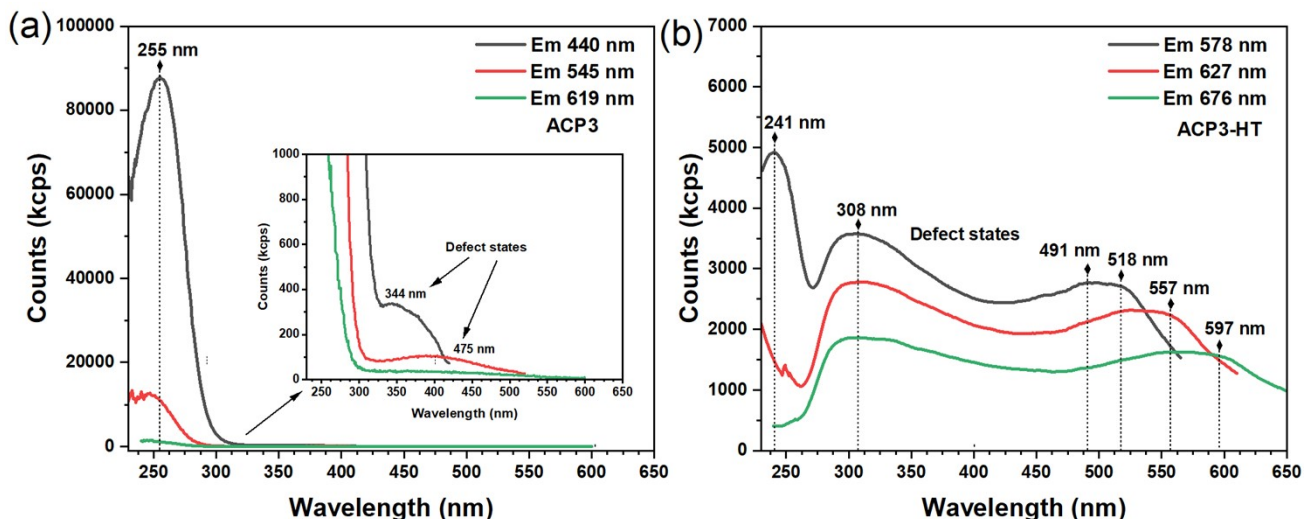 (a)
100000
80000
60000
40000
20000
0
Counts (kcps)
255 nm
Em 440 nm
Em 545 nm
Em 619 nm
ACP3
1000
800
600
400
200
0
Counts (kcps)
Defect states
344 nm
475 nm
250 300 350 400 450 500 550 600 650
Wavelength (nm)
250 300 350 400 450 500 550 600 650
Wavelength (nm)
(b)
7000
6000
5000
4000
3000
2000
1000
0
Counts (kcps)
Em 578 nm
Em 627 nm
Em 676 nm
ACP3-HT
241 nm
308 nm
Defect states
491 nm
518 nm
557 nm
597 nm
250 300 350 400 450 500 550 600 650
Wavelength (nm)